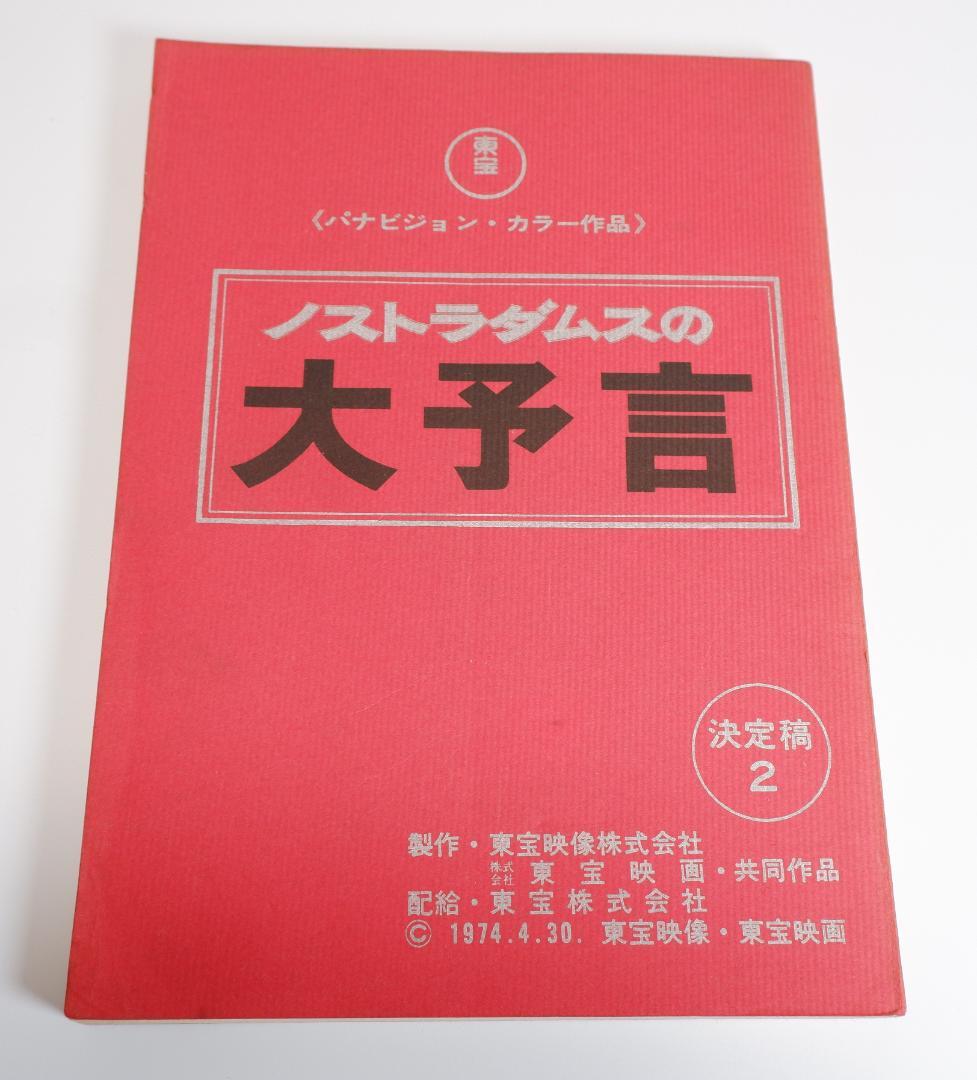 東宝
《パナビジョン・カラー作品》
ノストラダムスの
大予言
決定稿
2
製作・東宝映像株式会社
株式会社 東宝映画・共同作品
配給・東宝株式会社
© 1974.4.30. 東宝映像・東宝映画